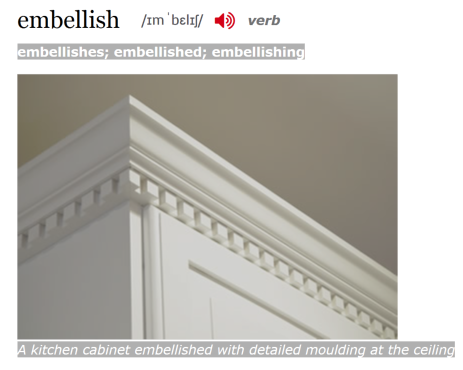 embellish /ɪmˈbɛlɪʃ/ verb
embellishes; embellished; embellishing
A kitchen cabinet embellished with detailed moulding at the ceiling